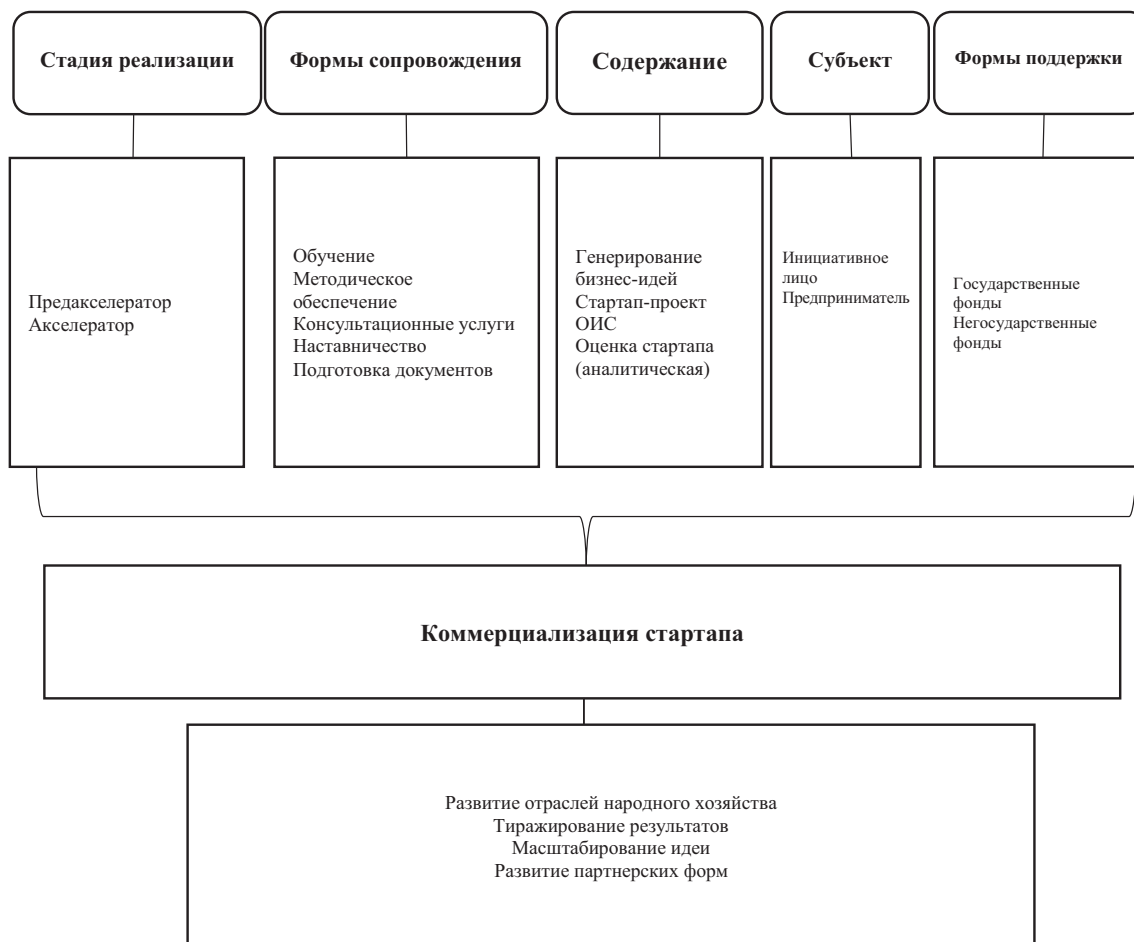 Стадия реализации
Формы сопровождения
Содержание
Субъект
Формы поддержки
Предакселератор
Акселератор
Обучение
Методическое
обеспечение
Консультационные услуги
Наставничество
Подготовка документов
Генерирование
бизнес-идей
Стартап-проект
ОИС
Оценка стартапа
(аналитическая)
Инициативное
лицо
Предприниматель
Государственные
фонды
Негосударственные
фонды
Коммерциализация стартапа
Развитие отраслей народного хозяйства
Тиражирование результатов
Масштабирование идеи
Развитие партнерских форм